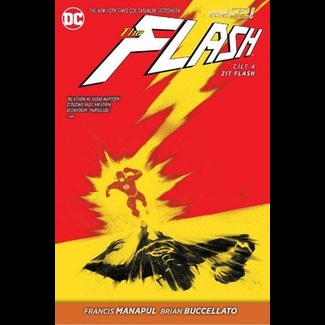 THE NEW YORK TIMES ÇOK SATANLAR LİSTESİNDEN
DC
The FLASH
CİLT 4
ZIT FLASH
FRANCIS MANAPUL BRIAN BUCCELLATO